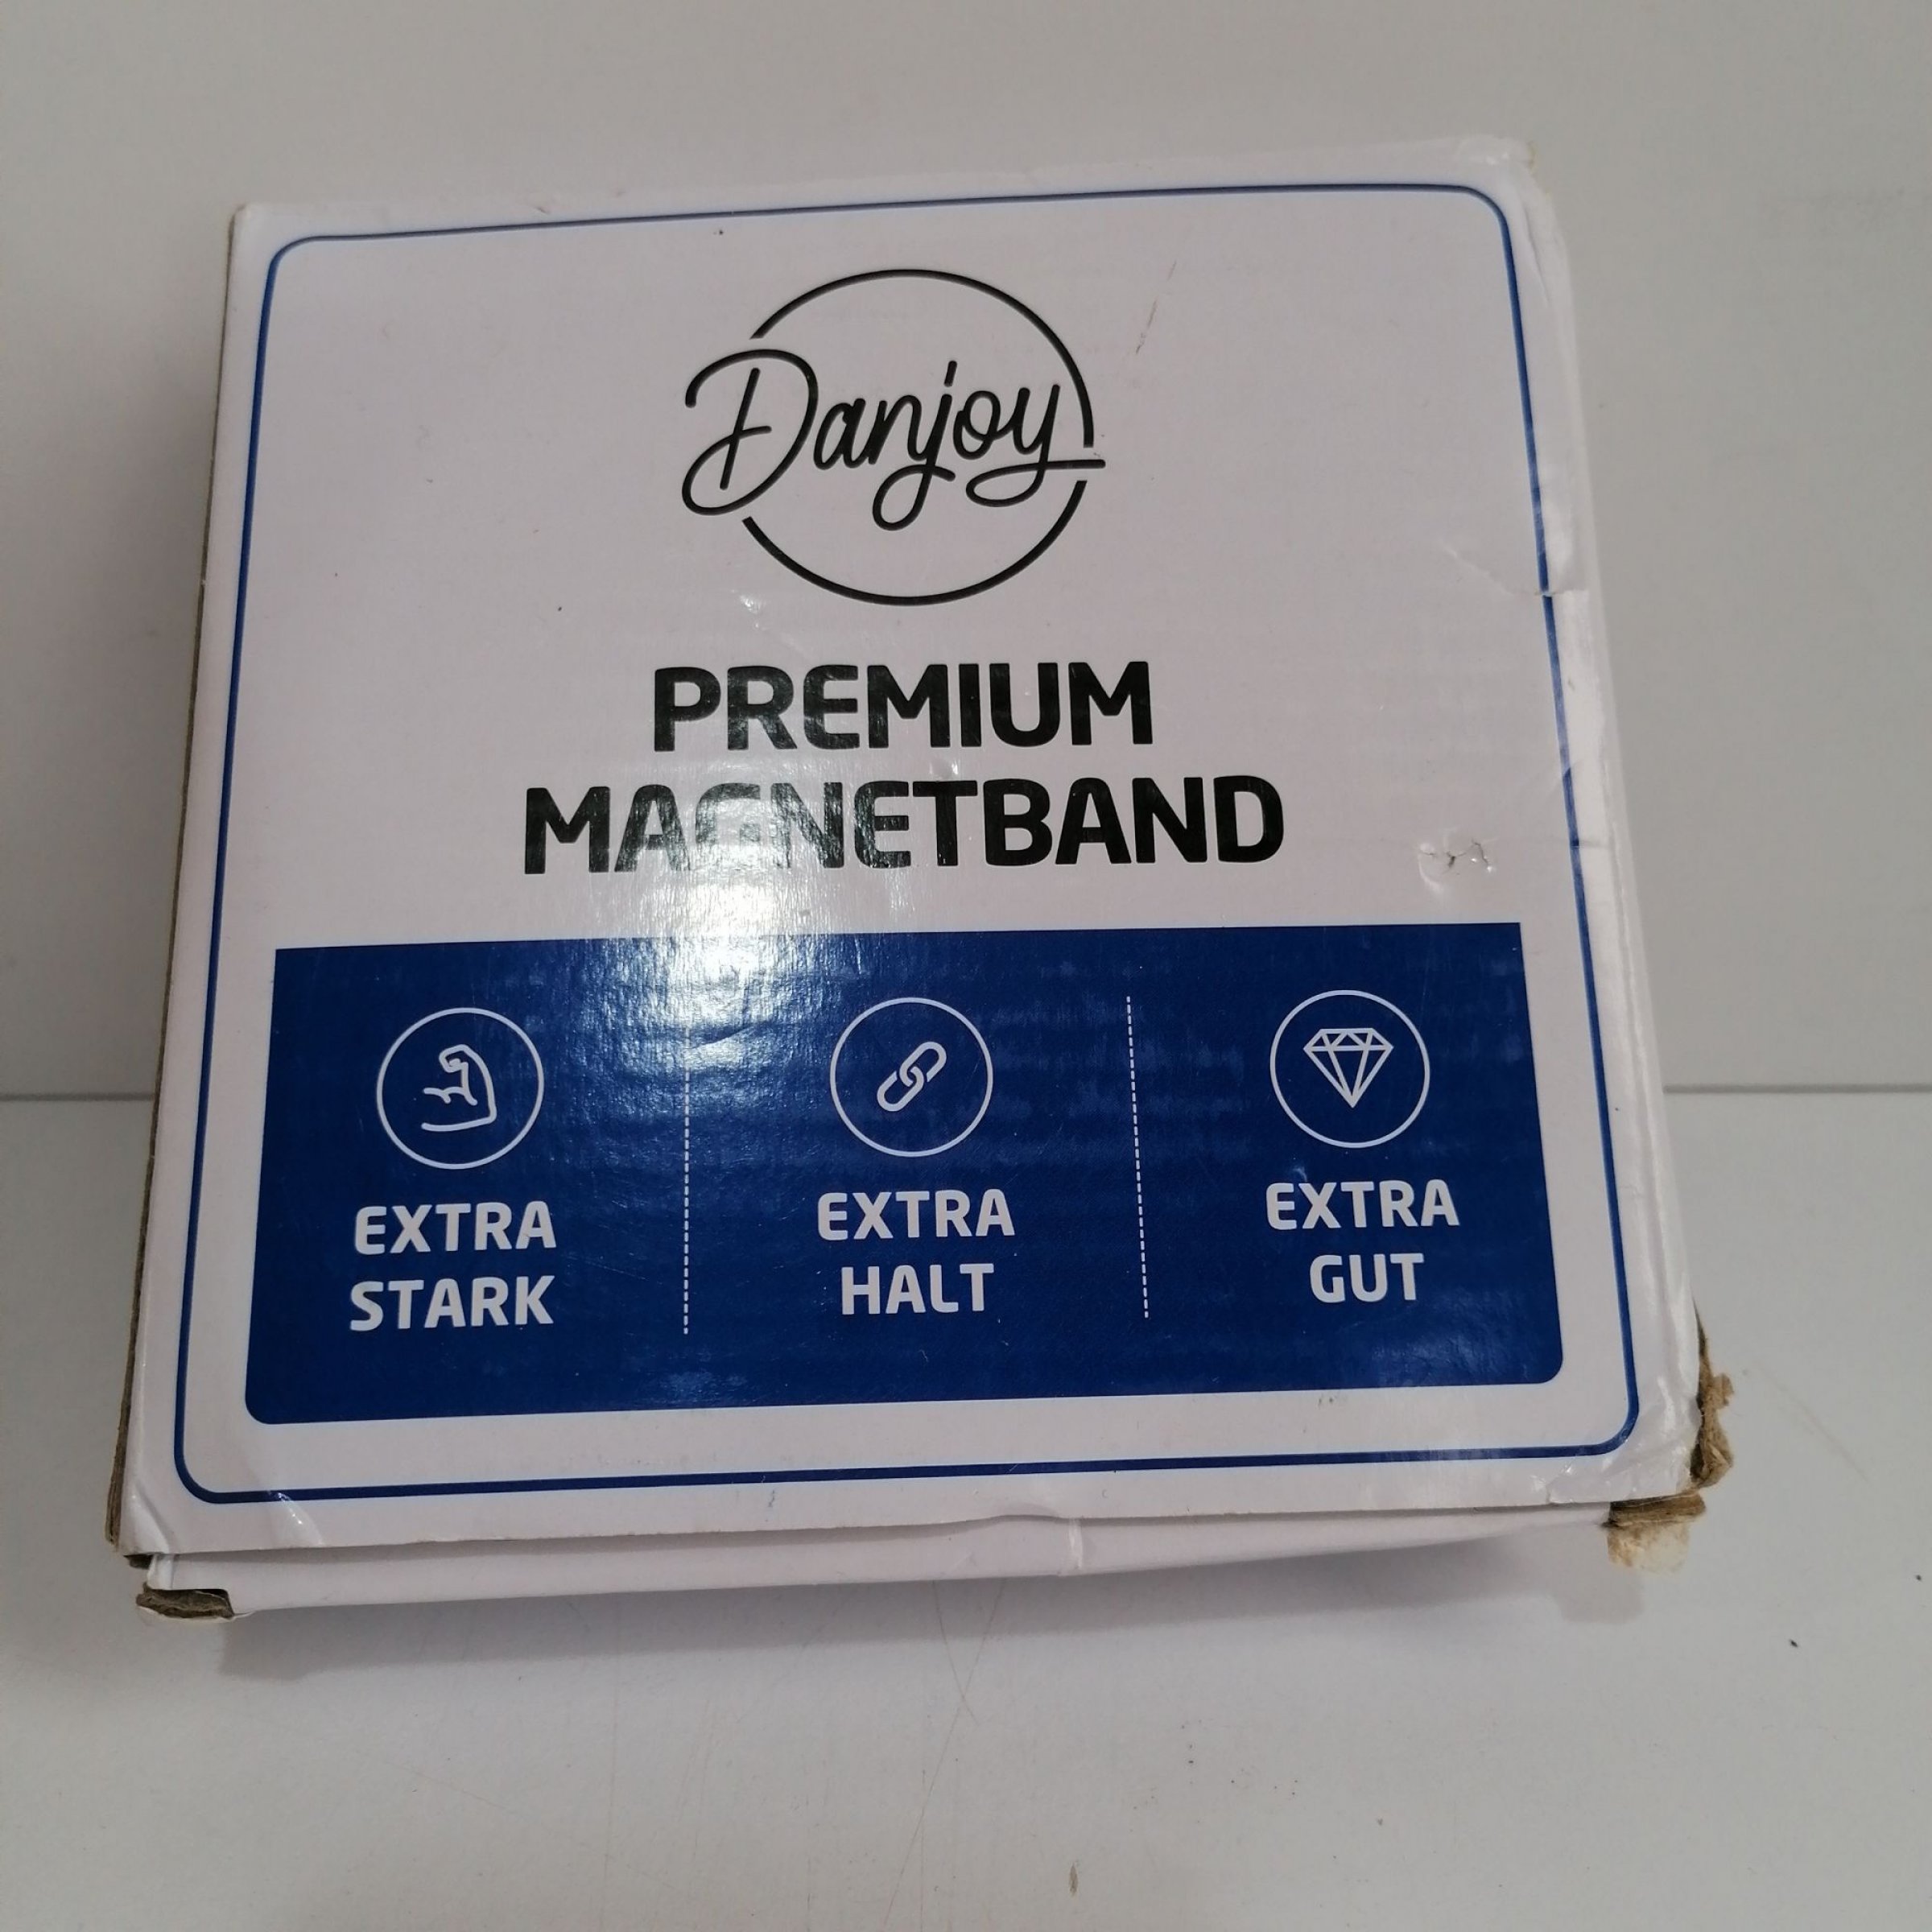 Danjoy
PREMIUM
MAGNETBAND
EXTRA
STARK
EXTRA
HALT
EXTRA
GUT